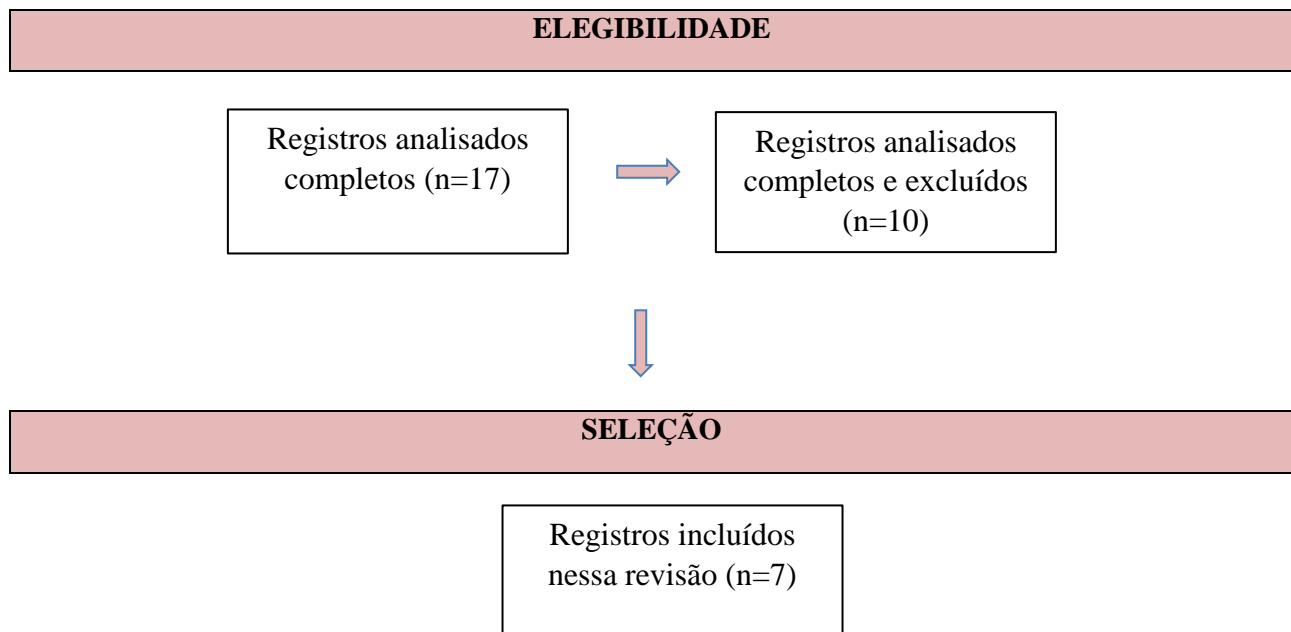 ELEGIBILIDADE
Registros analisados
completos (n=17)
Registros analisados
completos e excluídos
(n=10)
SELEÇÃO
Registros incluídos
nessa revisão (n=7)